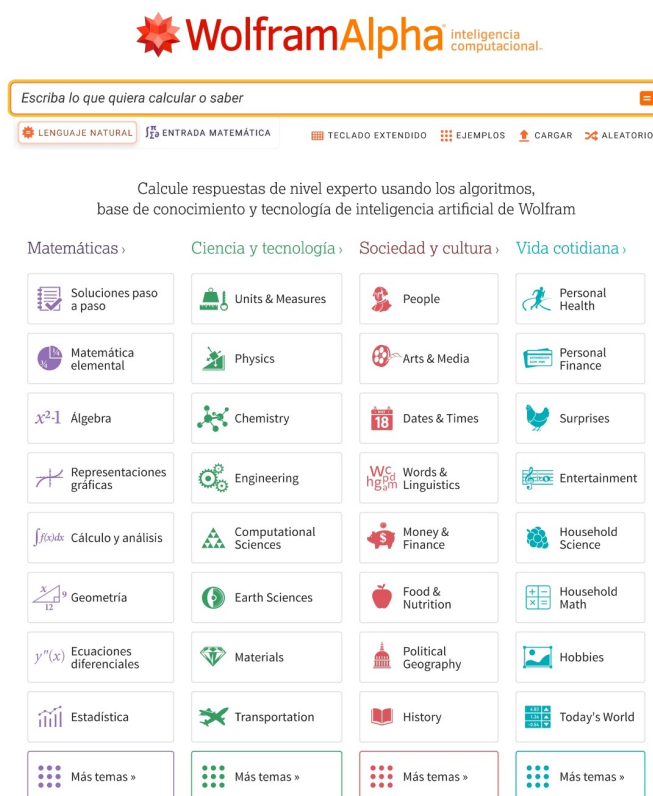 WolframAlpha inteligencia computacional.
Escriba lo que quiera calcular o saber
LENGUAJE NATURAL
ENTRADA MATEMÁTICA
TECLADO EXTENDIDO
EJEMPLOS
CARGAR
ALEATORIO
Calcule respuestas de nivel experto usando los algoritmos,
base de conocimiento y tecnología de inteligencia artificial de Wolfram
Matemáticas ›
Soluciones paso
a paso
Matemática
elemental
x²-1 Álgebra
Representaciones
gráficas
∫f(x)dx Cálculo y análisis
x 9 12 Geometría
y″(x) Ecuaciones
diferenciales
Estadística
Más temas »
Ciencia y tecnología ›
Units & Measures
Physics
Chemistry
Engineering
Computational
Sciences
Earth Sciences
Materials
Transportation
Más temas »
Sociedad y cultura ›
People
Arts & Media
18 Dates & Times
Words &
Linguistics
$ Money &
Finance
Food &
Nutrition
Political
Geography
History
Más temas »
Vida cotidiana ›
Personal
Health
Personal
Finance
Surprises
Entertainment
Household
Science
Household
Math
Hobbies
Today's World
Más temas »